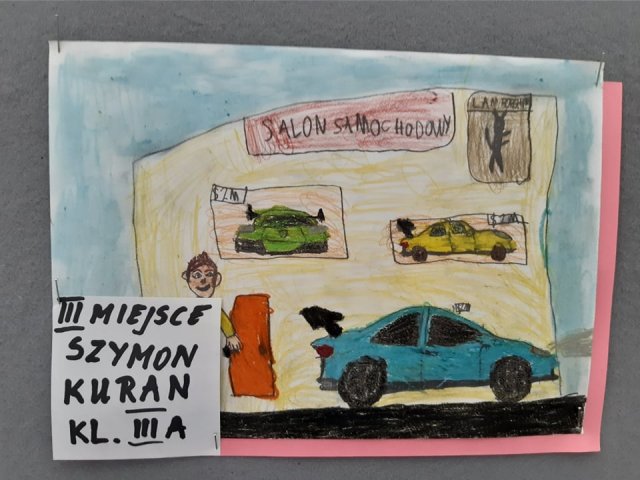 SALON SAMOCHODOWY
III MIEJSCE
SZYMON
KURAN
KL. III A